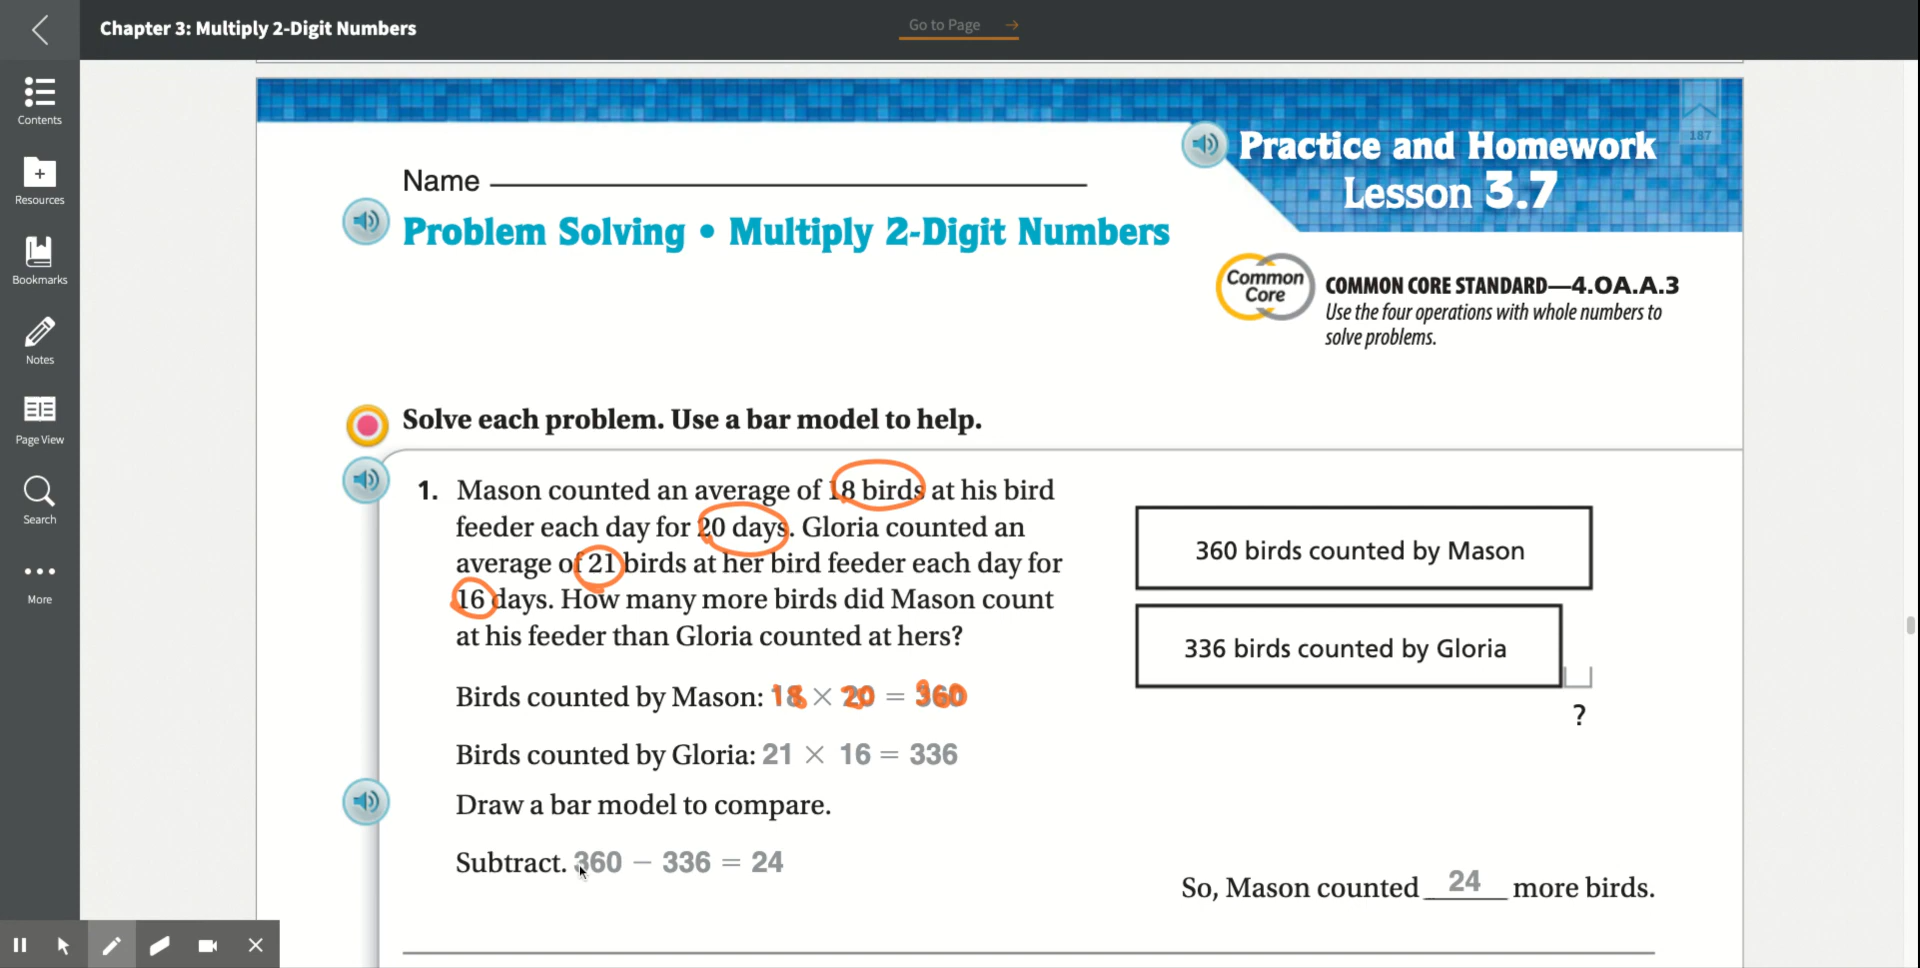 Chapter 3: Multiply 2-Digit Numbers
Go to Page →
Contents
Resources
Bookmarks
Notes
Page View
Search
More
187
Practice and Homework
Lesson 3.7
Name
Problem Solving • Multiply 2-Digit Numbers
Common
Core
COMMON CORE STANDARD—4.OA.A.3
Use the four operations with whole numbers to
solve problems.
Solve each problem. Use a bar model to help.
1. Mason counted an average of 18 birds at his bird
feeder each day for 20 days. Gloria counted an
average of 21 birds at her bird feeder each day for
16 days. How many more birds did Mason count
at his feeder than Gloria counted at hers?
Birds counted by Mason: 18 × 20 = 360
Birds counted by Gloria: 21 × 16 = 336
Draw a bar model to compare.
Subtract. 360 − 336 = 24
360 birds counted by Mason
336 birds counted by Gloria
?
So, Mason counted 24 more birds.